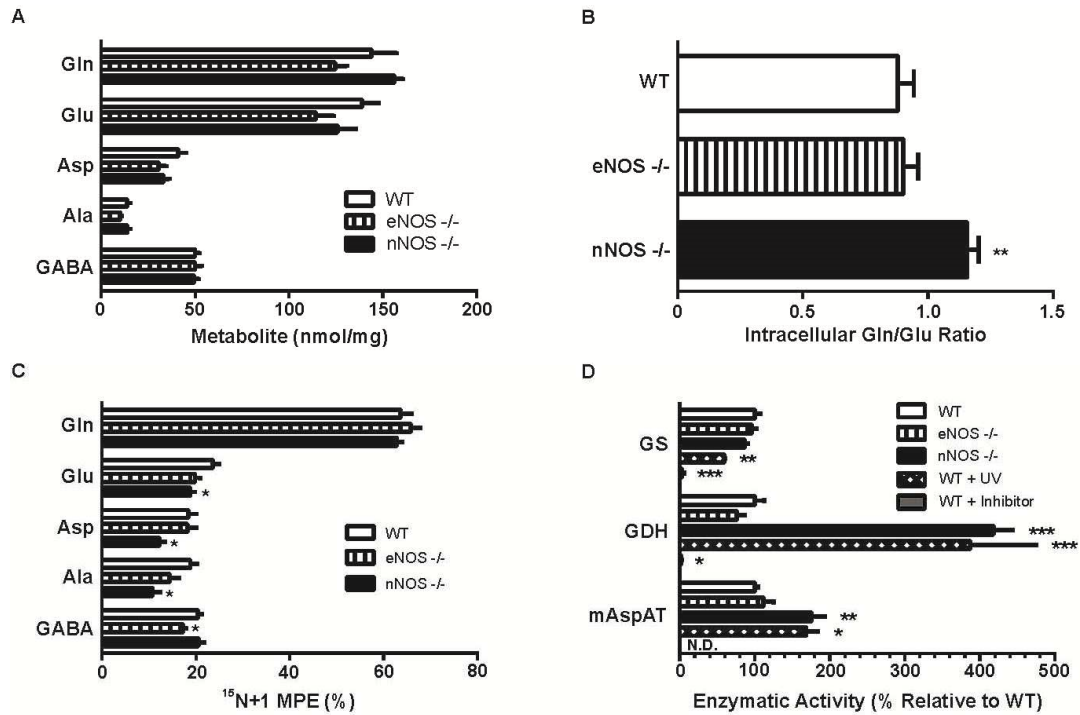 A
Gln
Glu
Asp
Ala
GABA
WT
eNOS -/-
nNOS -/-
0
50
100
150
200
Metabolite (nmol/mg)
B
WT
eNOS -/-
nNOS -/-
**
0
0.5
1.0
1.5
Intracellular Gln/Glu Ratio
C
Gln
Glu
*
Asp
*
Ala
*
GABA
*
WT
eNOS -/-
nNOS -/-
0
20
40
60
80
¹⁵N+1 MPE (%)
D
GS
**
***
GDH
***
***
*
mAspAT
**
*
N.D.
WT
eNOS -/-
nNOS -/-
WT + UV
WT + Inhibitor
0
100
200
300
400
500
Enzymatic Activity (% Relative to WT)